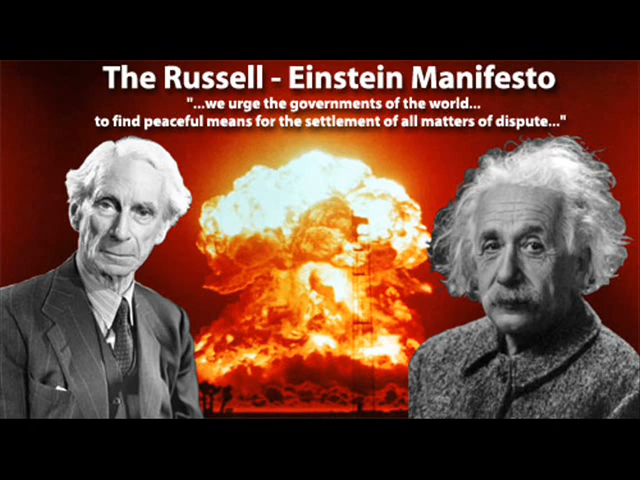 The Russell - Einstein Manifesto
"...we urge the governments of the world...
to find peaceful means for the settlement of all matters of dispute..."